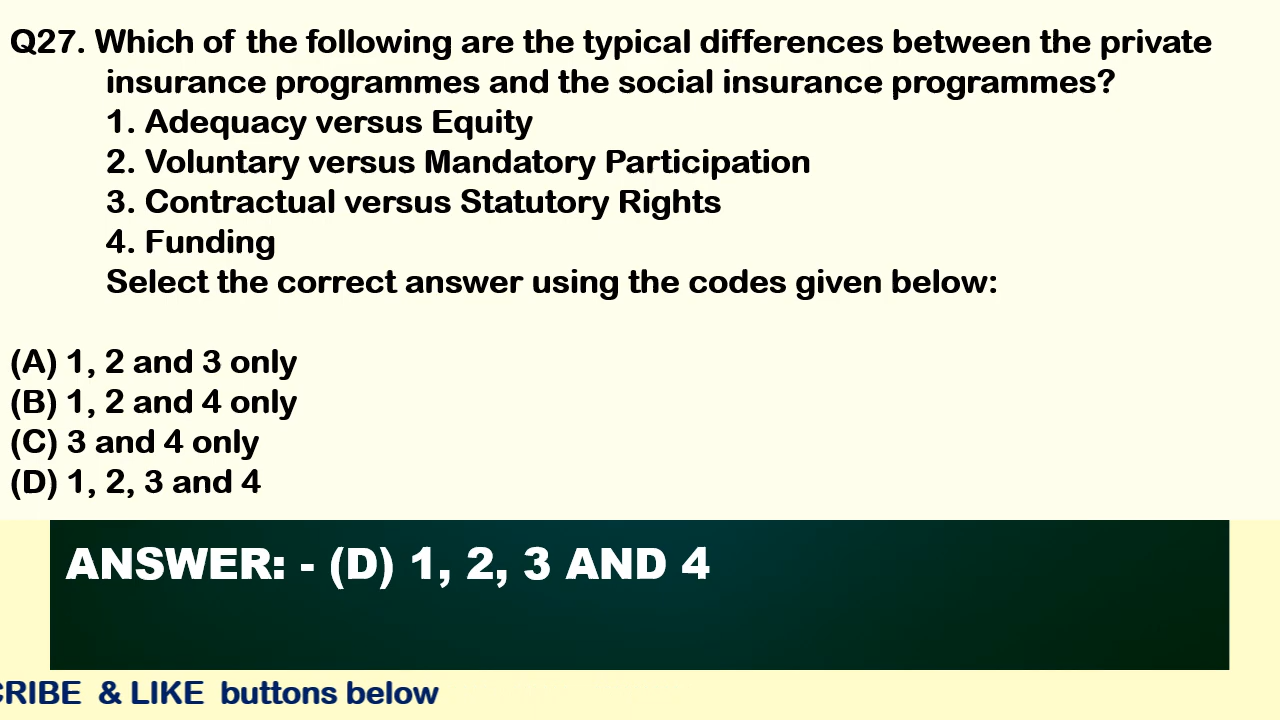 Q27. Which of the following are the typical differences between the private
insurance programmes and the social insurance programmes?
1. Adequacy versus Equity
2. Voluntary versus Mandatory Participation
3. Contractual versus Statutory Rights
4. Funding
Select the correct answer using the codes given below:
(A) 1, 2 and 3 only
(B) 1, 2 and 4 only
(C) 3 and 4 only
(D) 1, 2, 3 and 4
ANSWER: - (D) 1, 2, 3 AND 4
CRIBE & LIKE buttons below